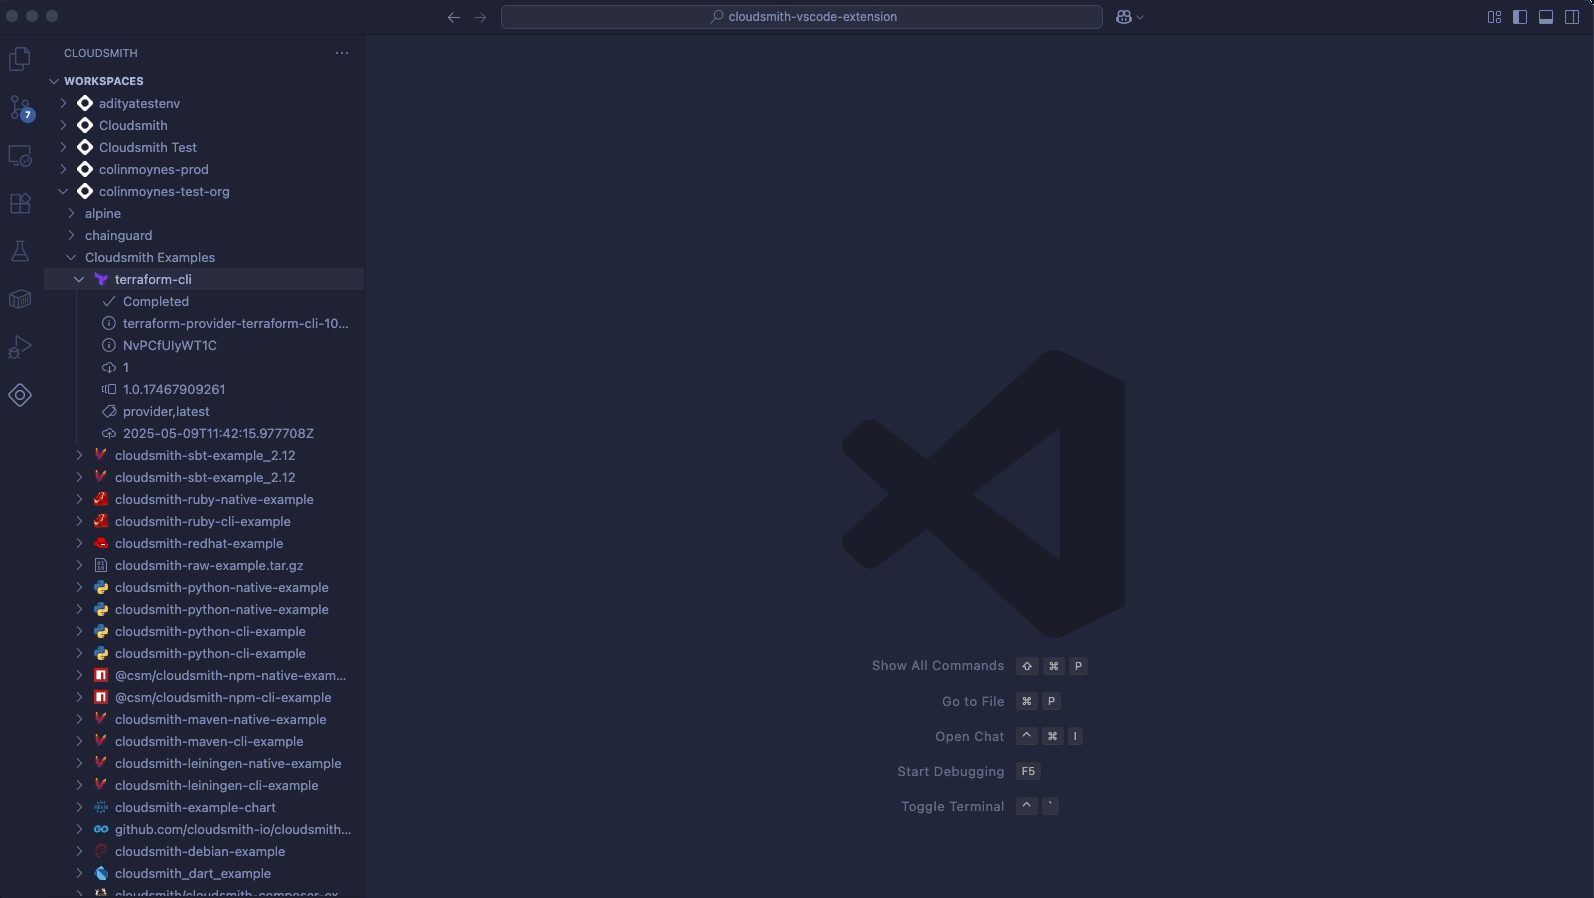 cloudsmith-vscode-extension
CLOUDSMITH
WORKSPACES
adityatestenv
Cloudsmith
Cloudsmith Test
colinmoynes-prod
colinmoynes-test-org
alpine
chainguard
Cloudsmith Examples
terraform-cli
Completed
terraform-provider-terraform-cli-10...
NvPCfUIyWT1C
1
1.0.17467909261
provider,latest
2025-05-09T11:42:15.977708Z
cloudsmith-sbt-example_2.12
cloudsmith-sbt-example_2.12
cloudsmith-ruby-native-example
cloudsmith-ruby-cli-example
cloudsmith-redhat-example
cloudsmith-raw-example.tar.gz
cloudsmith-python-native-example
cloudsmith-python-native-example
cloudsmith-python-cli-example
cloudsmith-python-cli-example
@csm/cloudsmith-npm-native-exam...
@csm/cloudsmith-npm-cli-example
cloudsmith-maven-native-example
cloudsmith-maven-cli-example
cloudsmith-leiningen-native-example
cloudsmith-leiningen-cli-example
cloudsmith-example-chart
github.com/cloudsmith-io/cloudsmith...
cloudsmith-debian-example
cloudsmith_dart_example
cloudsmith/cloudsmith-composer-ex...
7
Show All Commands ⇧ ⌘ P
Go to File ⌘ P
Open Chat ^ ⌘ I
Start Debugging F5
Toggle Terminal ^ `